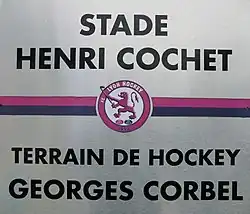 STADE
HENRI COCHET
LYON HOCKEY
TERRAIN DE HOCKEY
GEORGES CORBEL